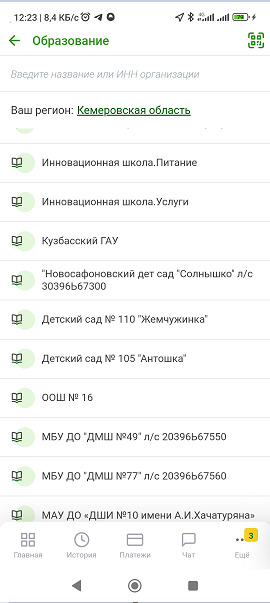 12:23 | 8,4 КБ/с
4G
Образование
Введите название или ИНН организации
Ваш регион: Кемеровская область
Инновационная школа.Питание
Инновационная школа.Услуги
Кузбасский ГАУ
"Новосафоновский дет сад "Солнышко" л/с
30396Ь67300
Детский сад № 110 "Жемчужинка"
Детский сад № 105 "Антошка"
ООШ № 16
МБУ ДО "ДМШ №49" л/с 20396Ь67550
МБУ ДО "ДМШ №77" л/с 20396Ь67560
МАУ ДО «ДШИ №10 имени А.И.Хачатуряна»
3
Главная
История
Платежи
Чат
Ещё